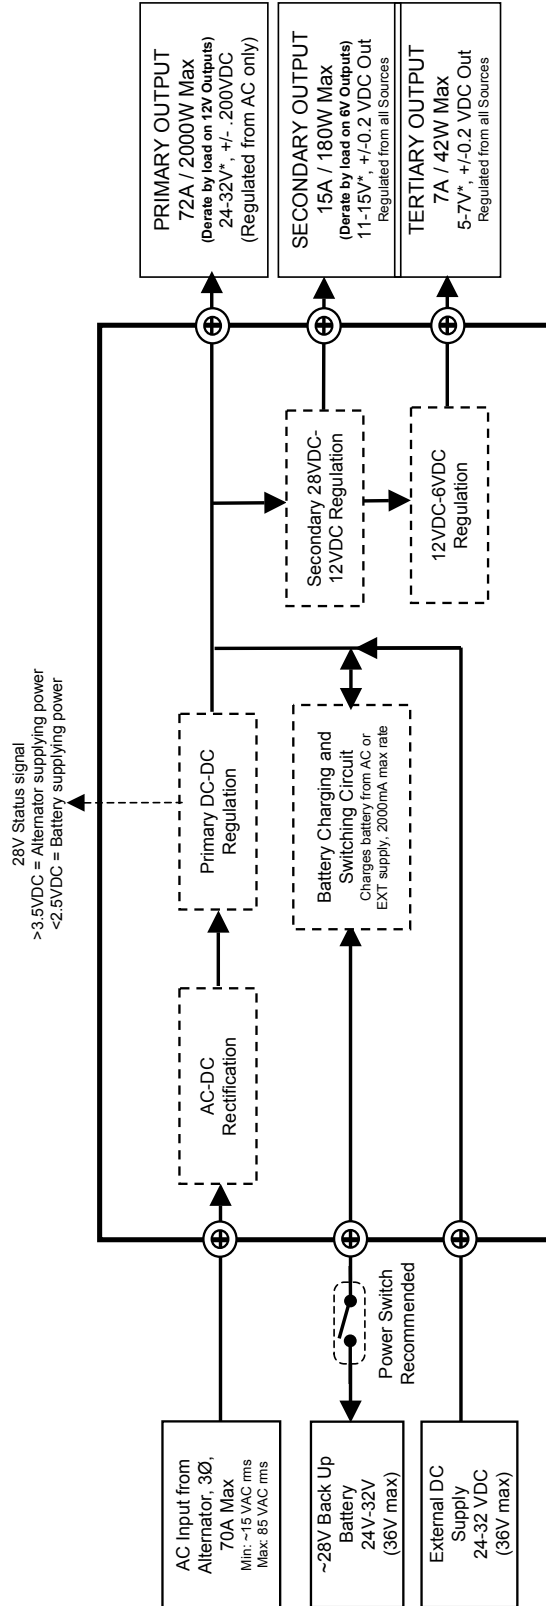 28V Status signal
>3.5VDC = Alternator supplying power
<2.5VDC = Battery supplying power
AC Input from
Alternator, 3Ø,
70A Max
Min: ~15 VAC rms
Max: 85 VAC rms
AC-DC
Rectification
Primary DC-DC
Regulation
PRIMARY OUTPUT
72A / 2000W Max
(Derate by load on 12V Outputs)
24-32V*, +/- .200VDC
(Regulated from AC only)
~28V Back Up
Battery
24V-32V
(36V max)
Power Switch
Recommended
Battery Charging and
Switching Circuit
Charges battery from AC or
EXT supply, 2000mA max rate
Secondary 28VDC-
12VDC Regulation
SECONDARY OUTPUT
15A / 180W Max
(Derate by load on 6V Outputs)
11-15V*, +/-0.2 VDC Out
Regulated from all Sources
External DC
Supply
24-32 VDC
(36V max)
12VDC-6VDC
Regulation
TERTIARY OUTPUT
7A / 42W Max
5-7V*, +/-0.2 VDC Out
Regulated from all Sources